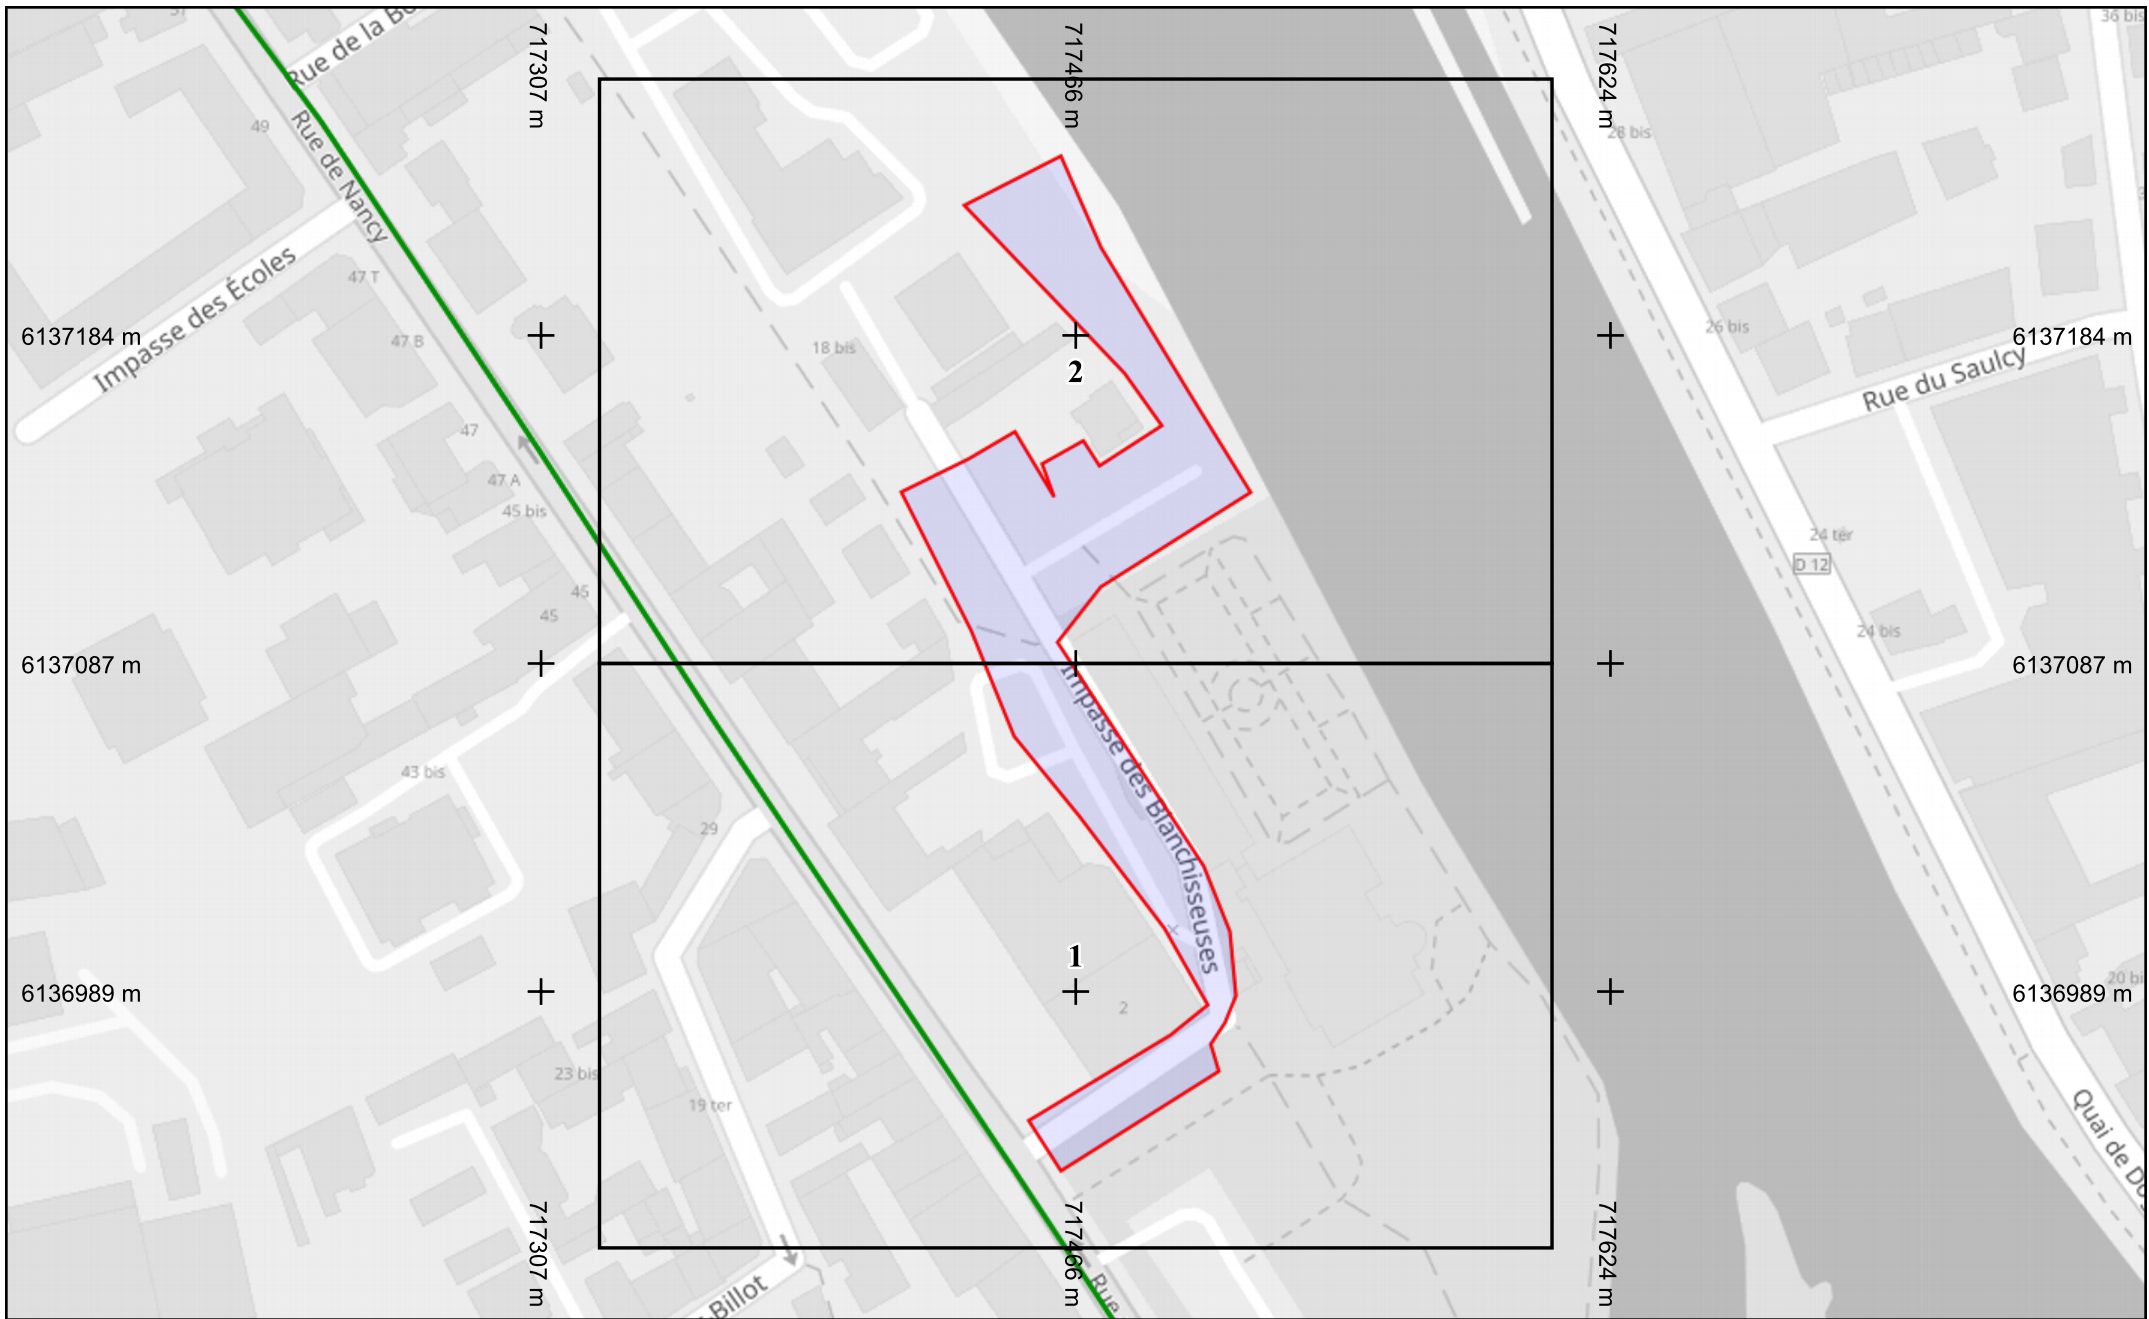 717307 m
717466 m
717624 m
36 bis
Rue de la Bo
49
Rue de Nancy
28 bis
Impasse des Écoles
47 T
6137184 m
47 B
18 bis
26 bis
6137184 m
2
Rue du Saulcy
47
47 A
45 bis
24 ter
D 12
45
45
24 bis
6137087 m
6137087 m
Impasse des Blanchisseuses
43 bis
29
1
6136989 m
2
20 bi
6136989 m
23 bis
19 ter
Quai de Do
717307 m
717466 m
717624 m
Billot
Rue